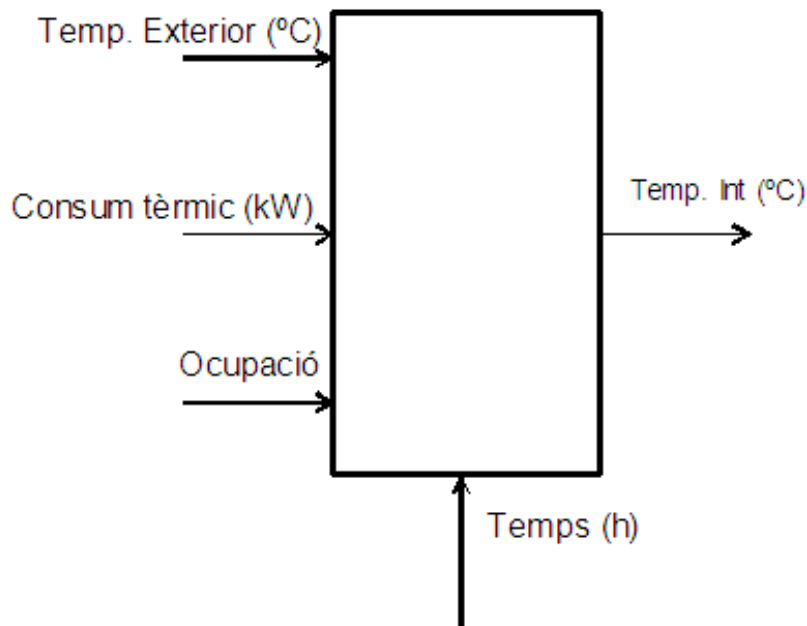 Temp. Exterior (ºC)
Consum tèrmic (kW)
Temp. Int (ºC)
Ocupació
Temps (h)